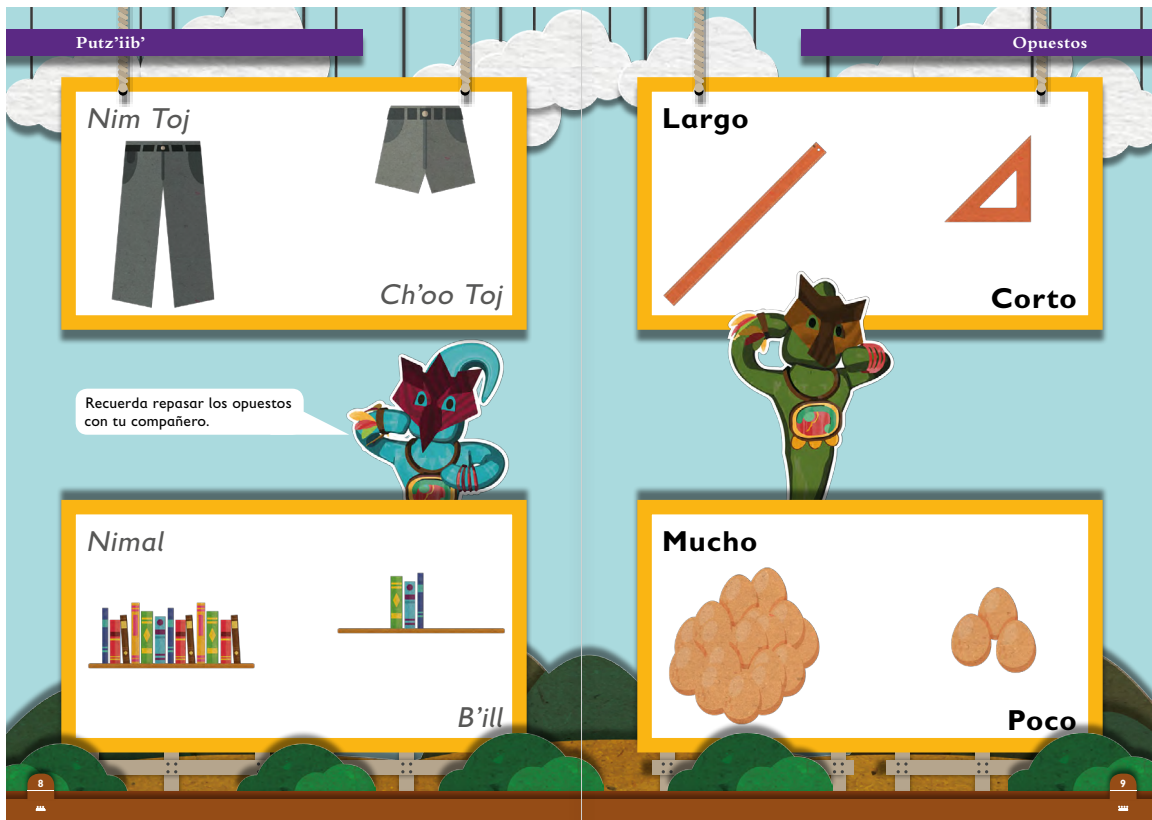 Putz'iib'
Nim Toj
Ch'oo Toj
Recuerda repasar los opuestos
con tu compañero.
Nimal
B'ill
8
Opuestos
Largo
Corto
Mucho
Poco
9